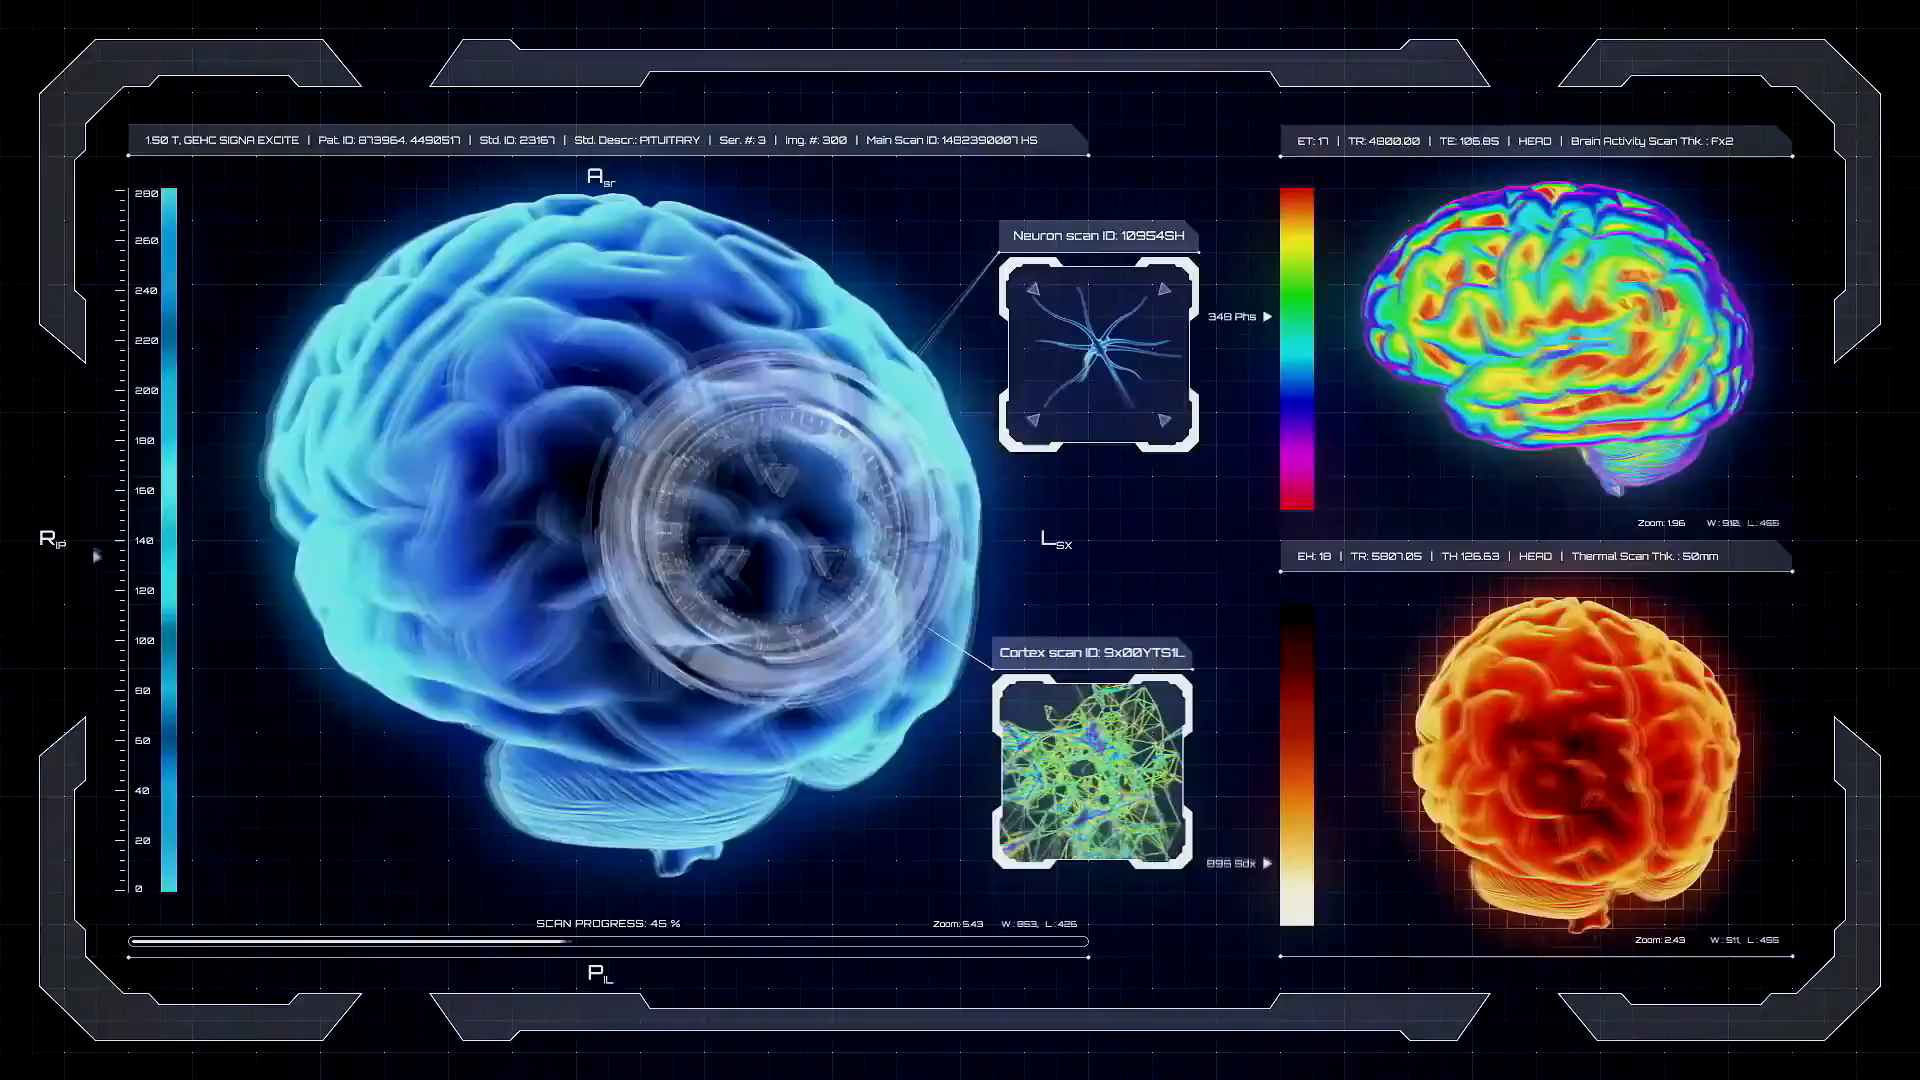 1.50 T, GEHC SIGNA EXCITE | Pat. ID: 873964. 4490517 | Std. ID: 23167 | Std. Descr.: PITUITARY | Ser. #: 3 | Img. #: 300 | Main Scan ID: 1482390007 HS
ET: 17 | TR: 4800.00 | TE: 106.85 | HEAD | Brain Activity Scan Thk. : Fx2
Asr
280
260
240
220
200
180
160
140
120
100
80
60
40
20
0
Neuron scan ID: 10954SH
348 Phs
RIP
LSX
Zoom: 1.96 W : 910, L : 465
EH: 18 | TR: 5807.05 | TH 126.63 | HEAD | Thermal Scan Thk. : 50mm
Cortex scan ID: 9x00YTS1L
Sdx
SCAN PROGRESS: 45 %
Zoom: 5.43 W : 863, L : 426
Zoom: 2.43 W : 911, L : 455
PIL